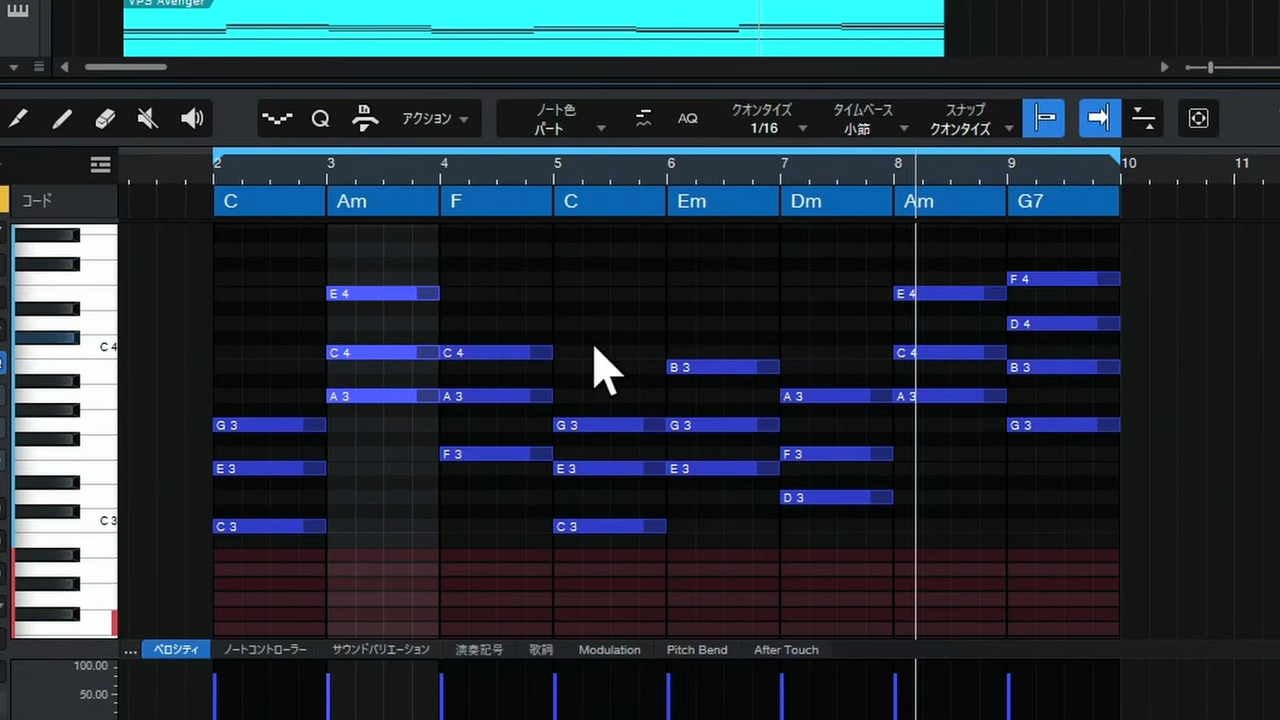 VPS Avenger
アクション
ノート色
パート
AQ
クオンタイズ
1/16
タイムベース
小節
スナップ
クオンタイズ
2 3 4 5 6 7 8 9 10 11
コード
C Am F C Em Dm Am G7
F 4
E 4 E 4
D 4
C 4 C 4 C 4 C 4
B 3 B 3
A 3 A 3 A 3 A 3
G 3 G 3 G 3 G 3
F 3 F 3
E 3 E 3 E 3
D 3
C 3 C 3 C 3
... ベロシティ ノートコントローラー サウンドバリエーション 演奏記号 歌詞 Modulation Pitch Bend After Touch
100.00
50.00